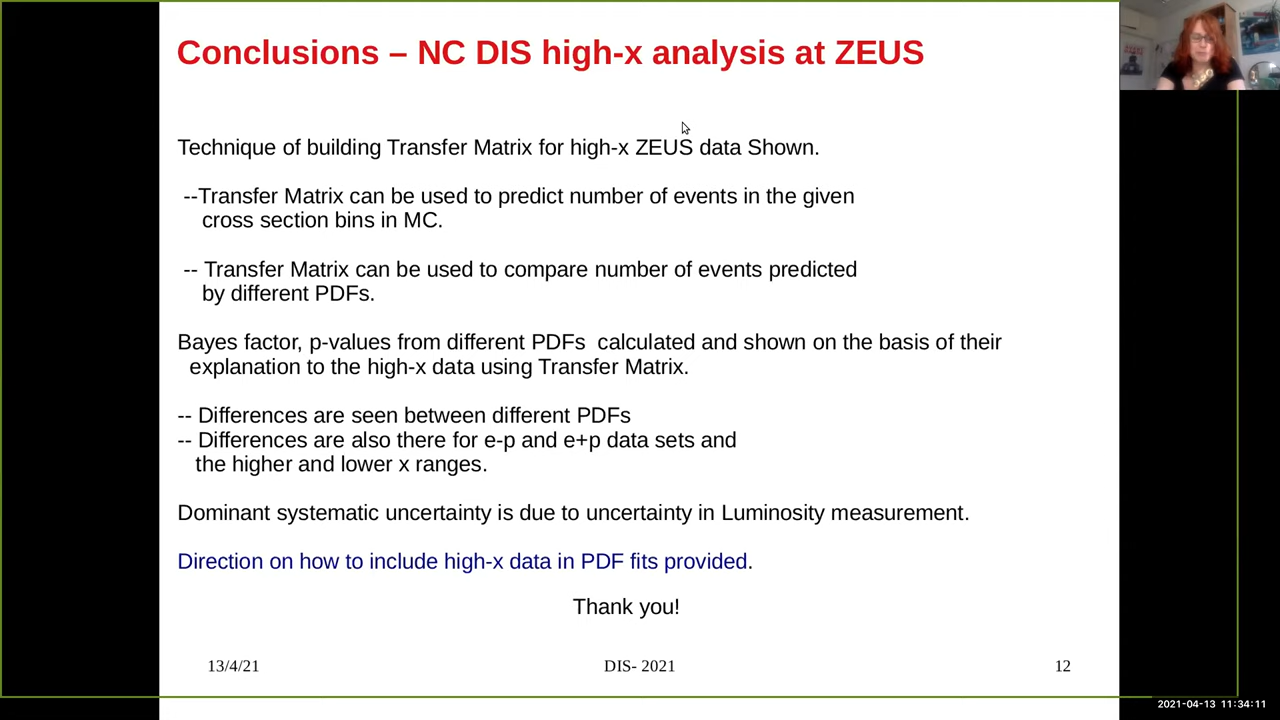 Conclusions – NC DIS high-x analysis at ZEUS
Technique of building Transfer Matrix for high-x ZEUS data Shown.
--Transfer Matrix can be used to predict number of events in the given
cross section bins in MC.
-- Transfer Matrix can be used to compare number of events predicted
by different PDFs.
Bayes factor, p-values from different PDFs calculated and shown on the basis of their
explanation to the high-x data using Transfer Matrix.
-- Differences are seen between different PDFs
-- Differences are also there for e-p and e+p data sets and
the higher and lower x ranges.
Dominant systematic uncertainty is due to uncertainty in Luminosity measurement.
Direction on how to include high-x data in PDF fits provided.
Thank you!
13/4/21 DIS- 2021 12
2021-04-13 11:34:11